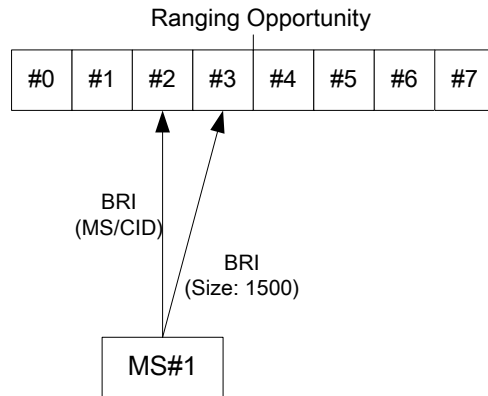 Ranging Opportunity
#0 #1 #2 #3 #4 #5 #6 #7
BRI
(MS/CID)
BRI
(Size: 1500)
MS#1